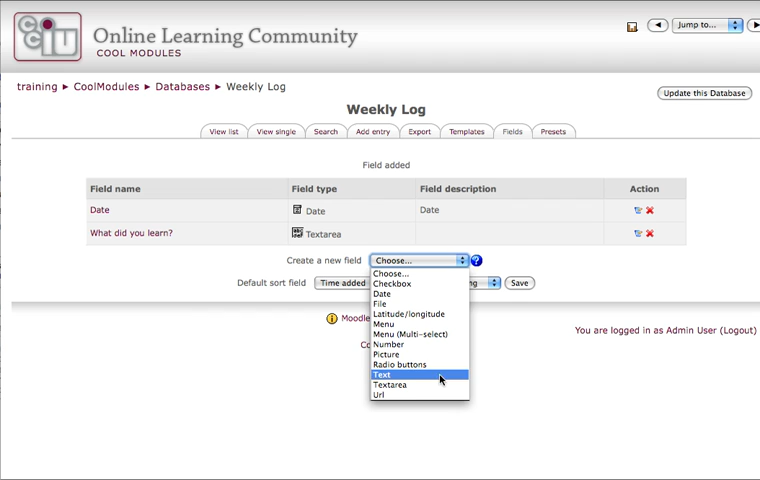 cciu
Online Learning Community
COOL MODULES
Jump to...
training ► CoolModules ► Databases ► Weekly Log
Update this Database
Weekly Log
View list View single Search Add entry Export Templates Fields Presets
Field added
Field name Field type Field description Action
Date Date Date
What did you learn? Textarea
Create a new field Choose... ?
Choose...
Checkbox
Date
File
Latitude/longitude
Menu
Menu (Multi-select)
Number
Picture
Radio buttons
Text
Textarea
Url
Default sort field Time added Save
i Moodle
You are logged in as Admin User (Logout)